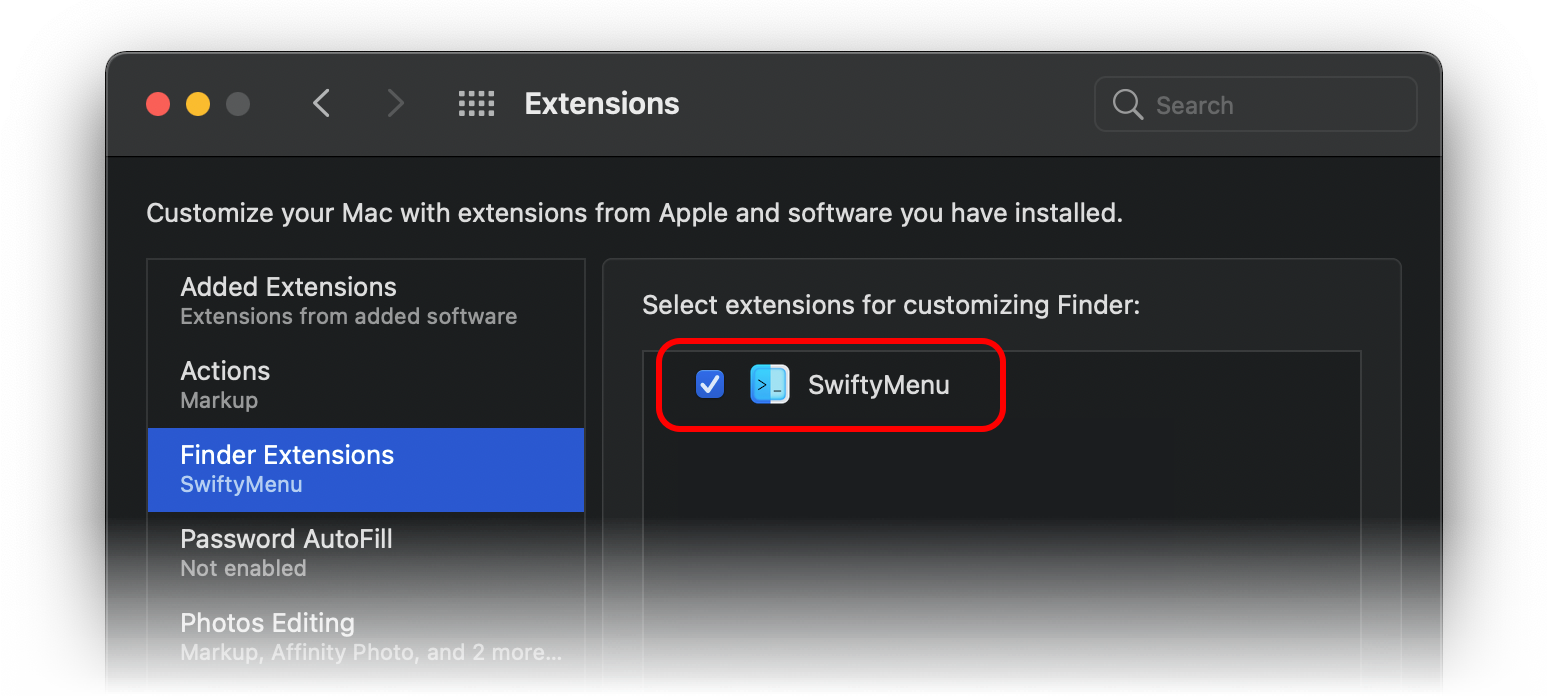 Extensions
Search
Customize your Mac with extensions from Apple and software you have installed.
Added Extensions
Extensions from added software
Actions
Markup
Finder Extensions
SwiftyMenu
Password AutoFill
Not enabled
Photos Editing
Markup, Affinity Photo, and 2 more...
Select extensions for customizing Finder:
>_ SwiftyMenu